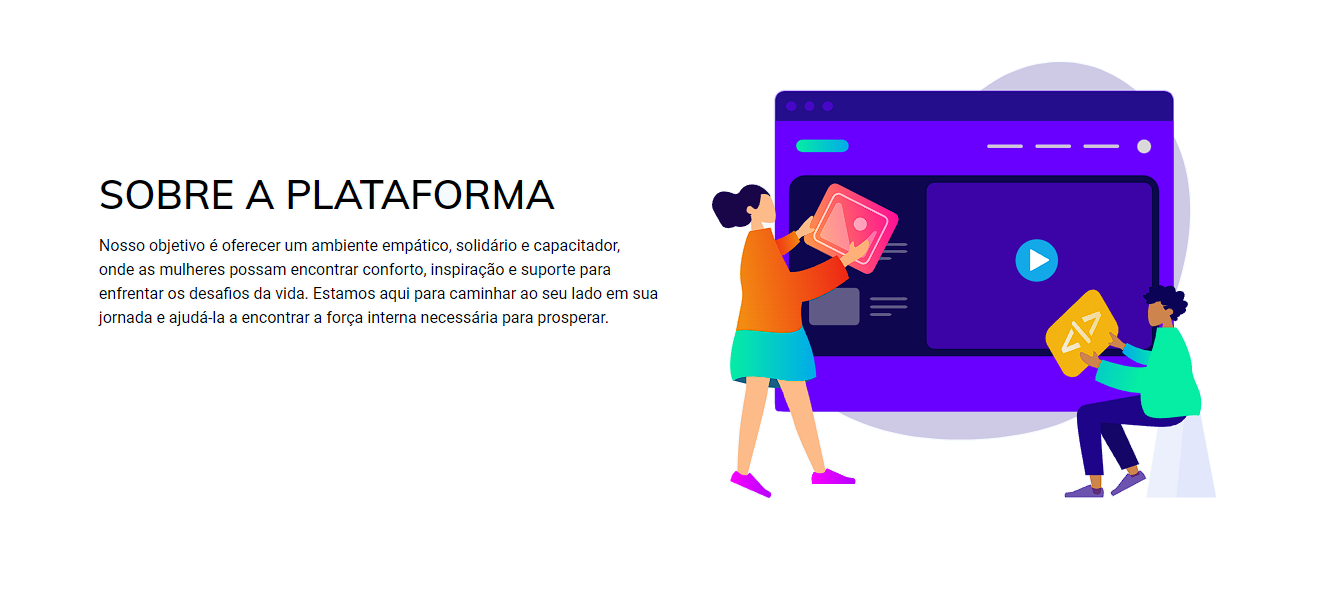 SOBRE A PLATAFORMA
Nosso objetivo é oferecer um ambiente empático, solidário e capacitador,
onde as mulheres possam encontrar conforto, inspiração e suporte para
enfrentar os desafios da vida. Estamos aqui para caminhar ao seu lado em sua
jornada e ajudá-la a encontrar a força interna necessária para prosperar.